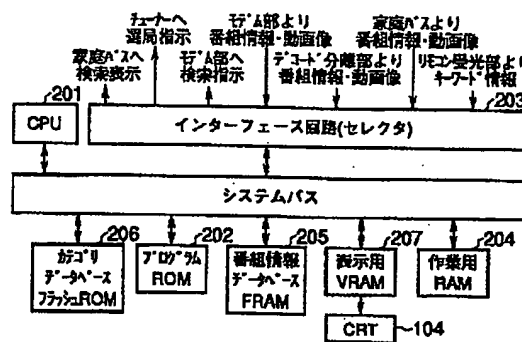 チューナーへ
選局指示
家庭バスへ
検索表示
モデム部へ
検索指示
モデム部より
番組情報・動画像
デコード分離部より
番組情報・動画像
家庭バスより
番組情報・動画像
リモコン受光部より
キーワード情報
201
CPU
203
インターフェース回路(セレクタ)
システムバス
206
カテゴリ
データベース
フラッシュROM
202
プログラム
ROM
205
番組情報
データベース
FRAM
207
表示用
VRAM
204
作業用
RAM
CRT
104